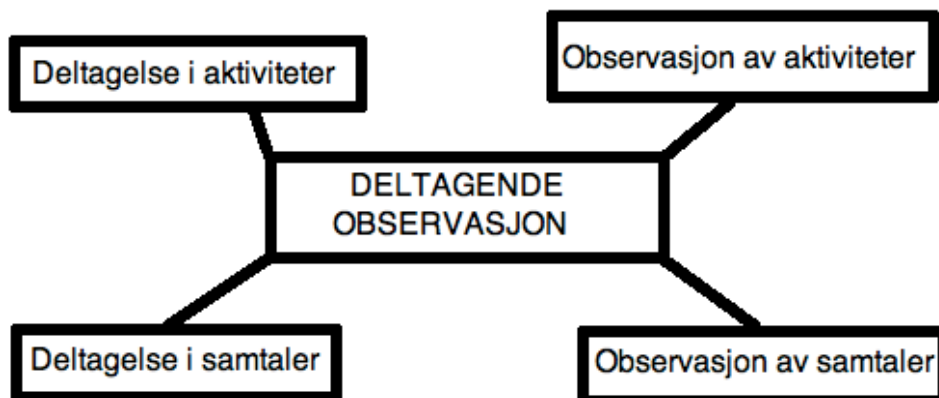 Deltagelse i aktiviteter
Observasjon av aktiviteter
DELTAGENDE
OBSERVASJON
Deltagelse i samtaler
Observasjon av samtaler